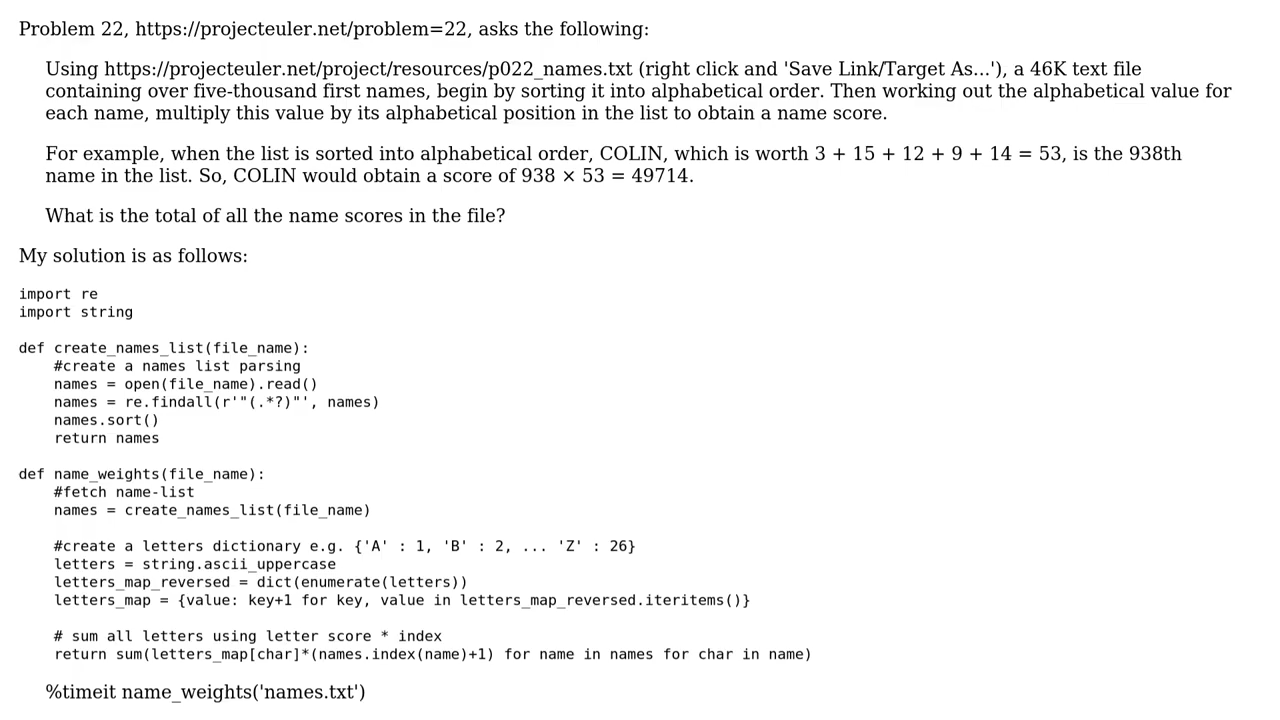 Problem 22, https://projecteuler.net/problem=22, asks the following:
Using https://projecteuler.net/project/resources/p022_names.txt (right click and 'Save Link/Target As...'), a 46K text file
containing over five-thousand first names, begin by sorting it into alphabetical order. Then working out the alphabetical value for
each name, multiply this value by its alphabetical position in the list to obtain a name score.
For example, when the list is sorted into alphabetical order, COLIN, which is worth 3 + 15 + 12 + 9 + 14 = 53, is the 938th
name in the list. So, COLIN would obtain a score of 938 × 53 = 49714.
What is the total of all the name scores in the file?
My solution is as follows:
import re
import string
def create_names_list(file_name):
    #create a names list parsing
    names = open(file_name).read()
    names = re.findall(r'"(.*?)"', names)
    names.sort()
    return names
def name_weights(file_name):
    #fetch name-list
    names = create_names_list(file_name)
    #create a letters dictionary e.g. {'A' : 1, 'B' : 2, ... 'Z' : 26}
    letters = string.ascii_uppercase
    letters_map_reversed = dict(enumerate(letters))
    letters_map = {value: key+1 for key, value in letters_map_reversed.iteritems()}
    # sum all letters using letter score * index
    return sum(letters_map[char]*(names.index(name)+1) for name in names for char in name)
%timeit name_weights('names.txt')